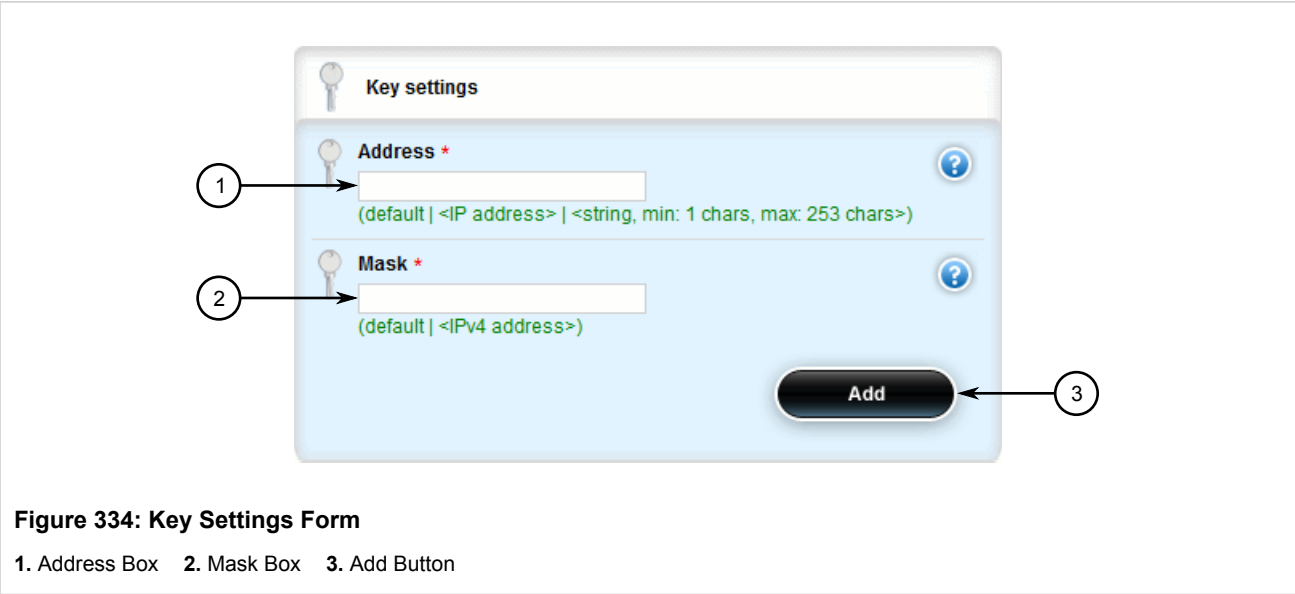 Key settings
Address *
1
(default | <IP address> | <string, min: 1 chars, max: 253 chars>)
Mask *
2
(default | <IPv4 address>)
Add
3
Figure 334: Key Settings Form
1. Address Box 2. Mask Box 3. Add Button